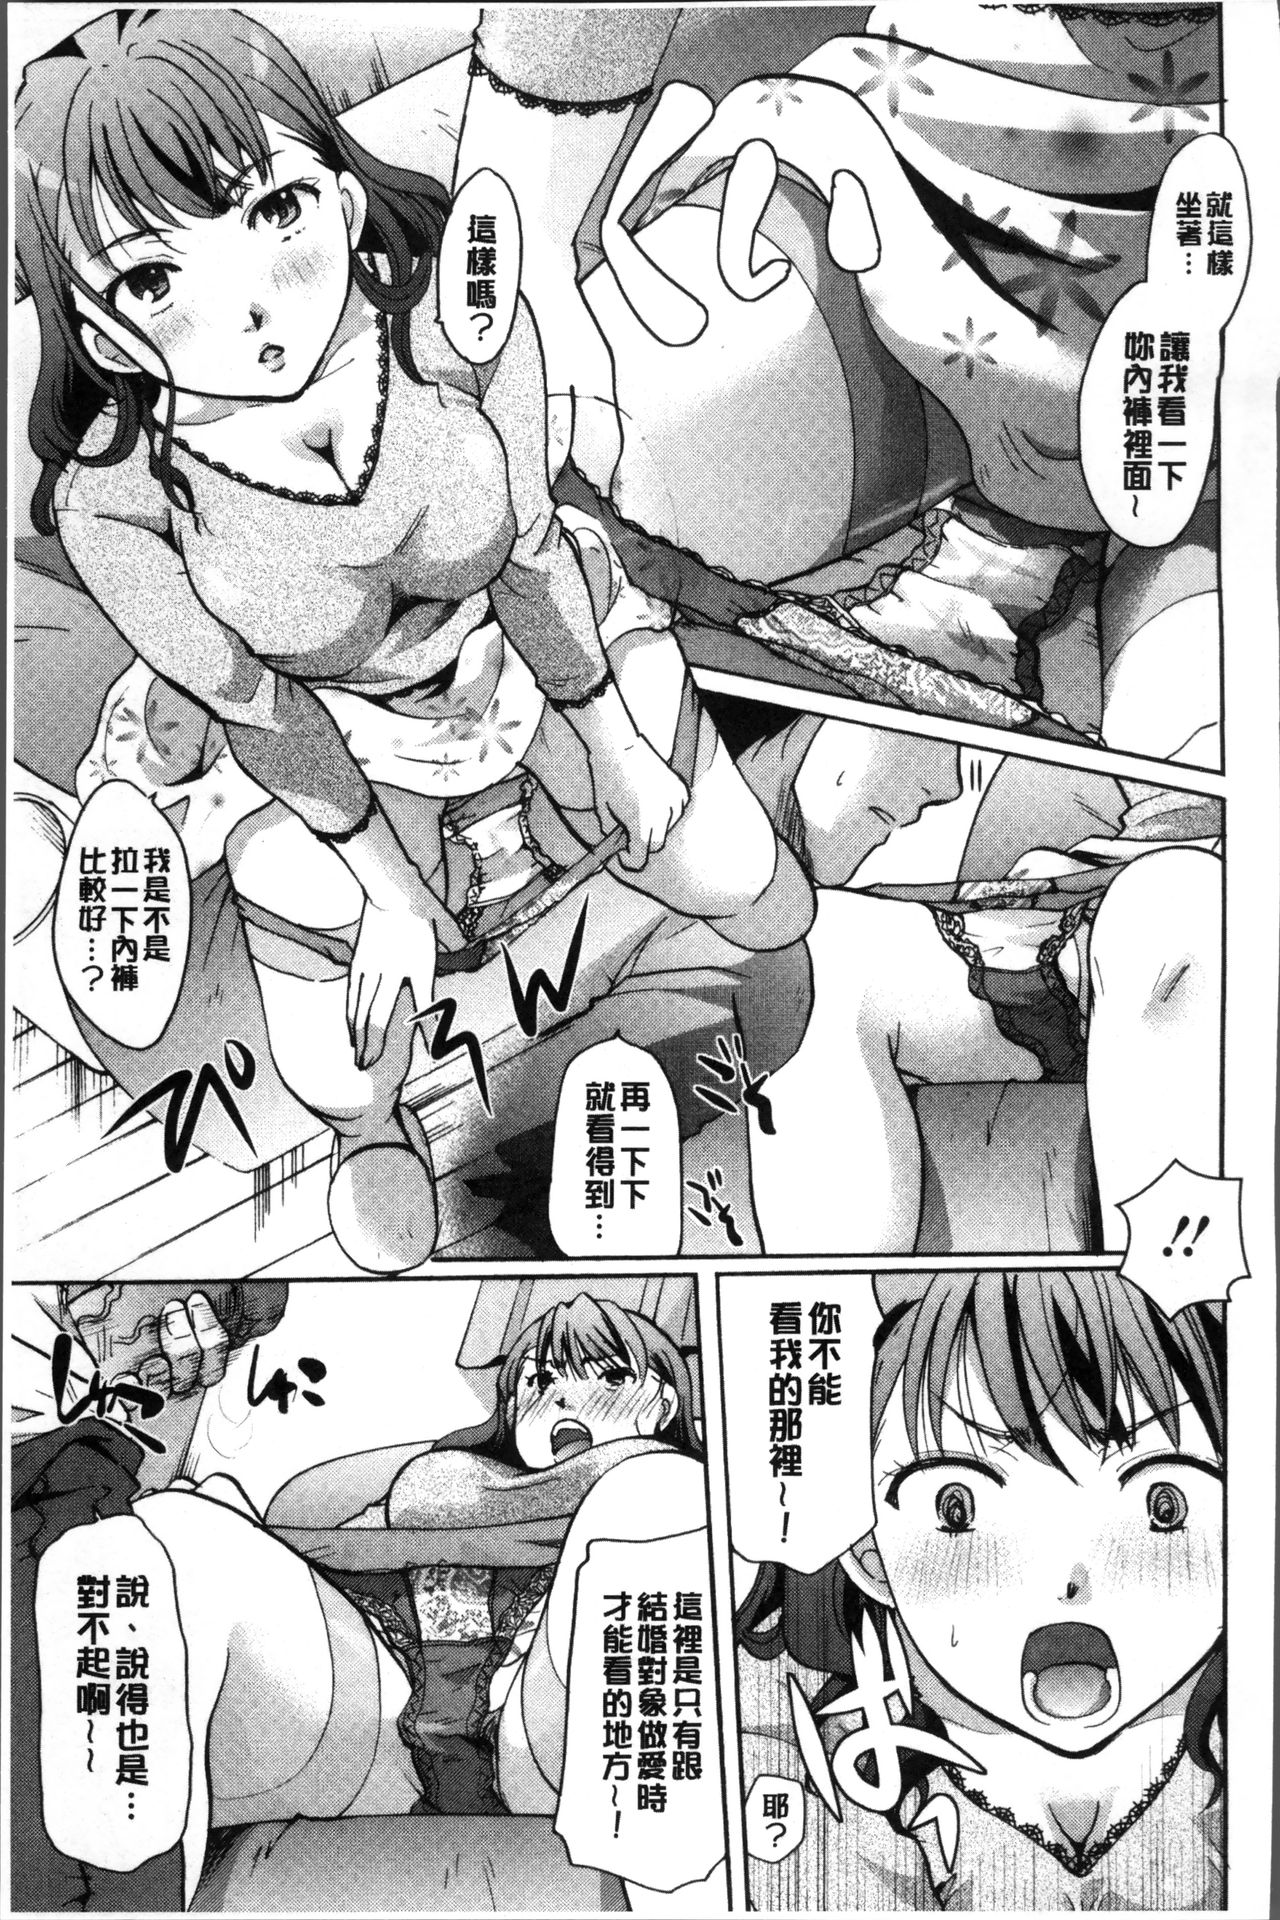 就這樣
坐著…
讓我看一下
妳內褲裡面~
這樣嗎?
我是不是
拉一下內褲
比較好…?
再一下下
就看得到…
!!
你不能
看我的那裡~!
耶?
這裡是只有跟
結婚對象做愛時
才能看的地方~!
說、說得也是…
對不起啊~~